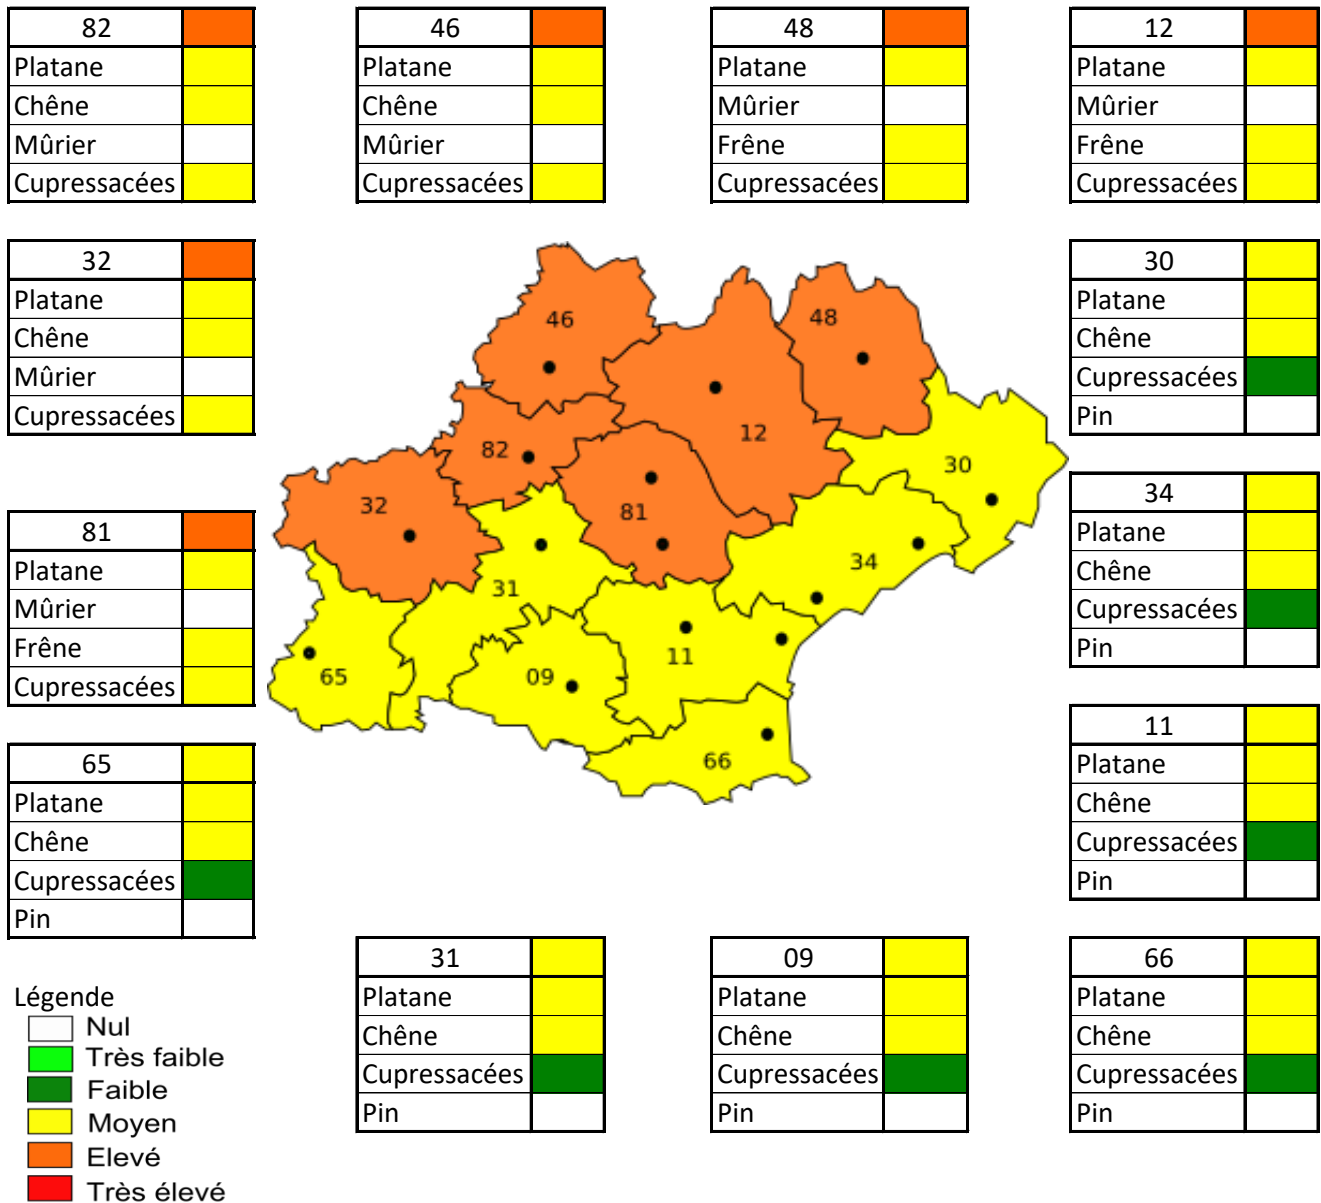 82
Platane
Chêne
Mûrier
Cupressacées
46
Platane
Chêne
Mûrier
Cupressacées
48
Platane
Mûrier
Frêne
Cupressacées
12
Platane
Mûrier
Frêne
Cupressacées
32
Platane
Chêne
Mûrier
Cupressacées
30
Platane
Chêne
Cupressacées
Pin
46
48
12
82
30
32
81
34
31
11
65
09
66
81
Platane
Mûrier
Frêne
Cupressacées
34
Platane
Chêne
Cupressacées
Pin
65
Platane
Chêne
Cupressacées
Pin
11
Platane
Chêne
Cupressacées
Pin
31
Platane
Chêne
Cupressacées
Pin
09
Platane
Chêne
Cupressacées
Pin
66
Platane
Chêne
Cupressacées
Pin
Légende
Nul
Très faible
Faible
Moyen
Elevé
Très élevé